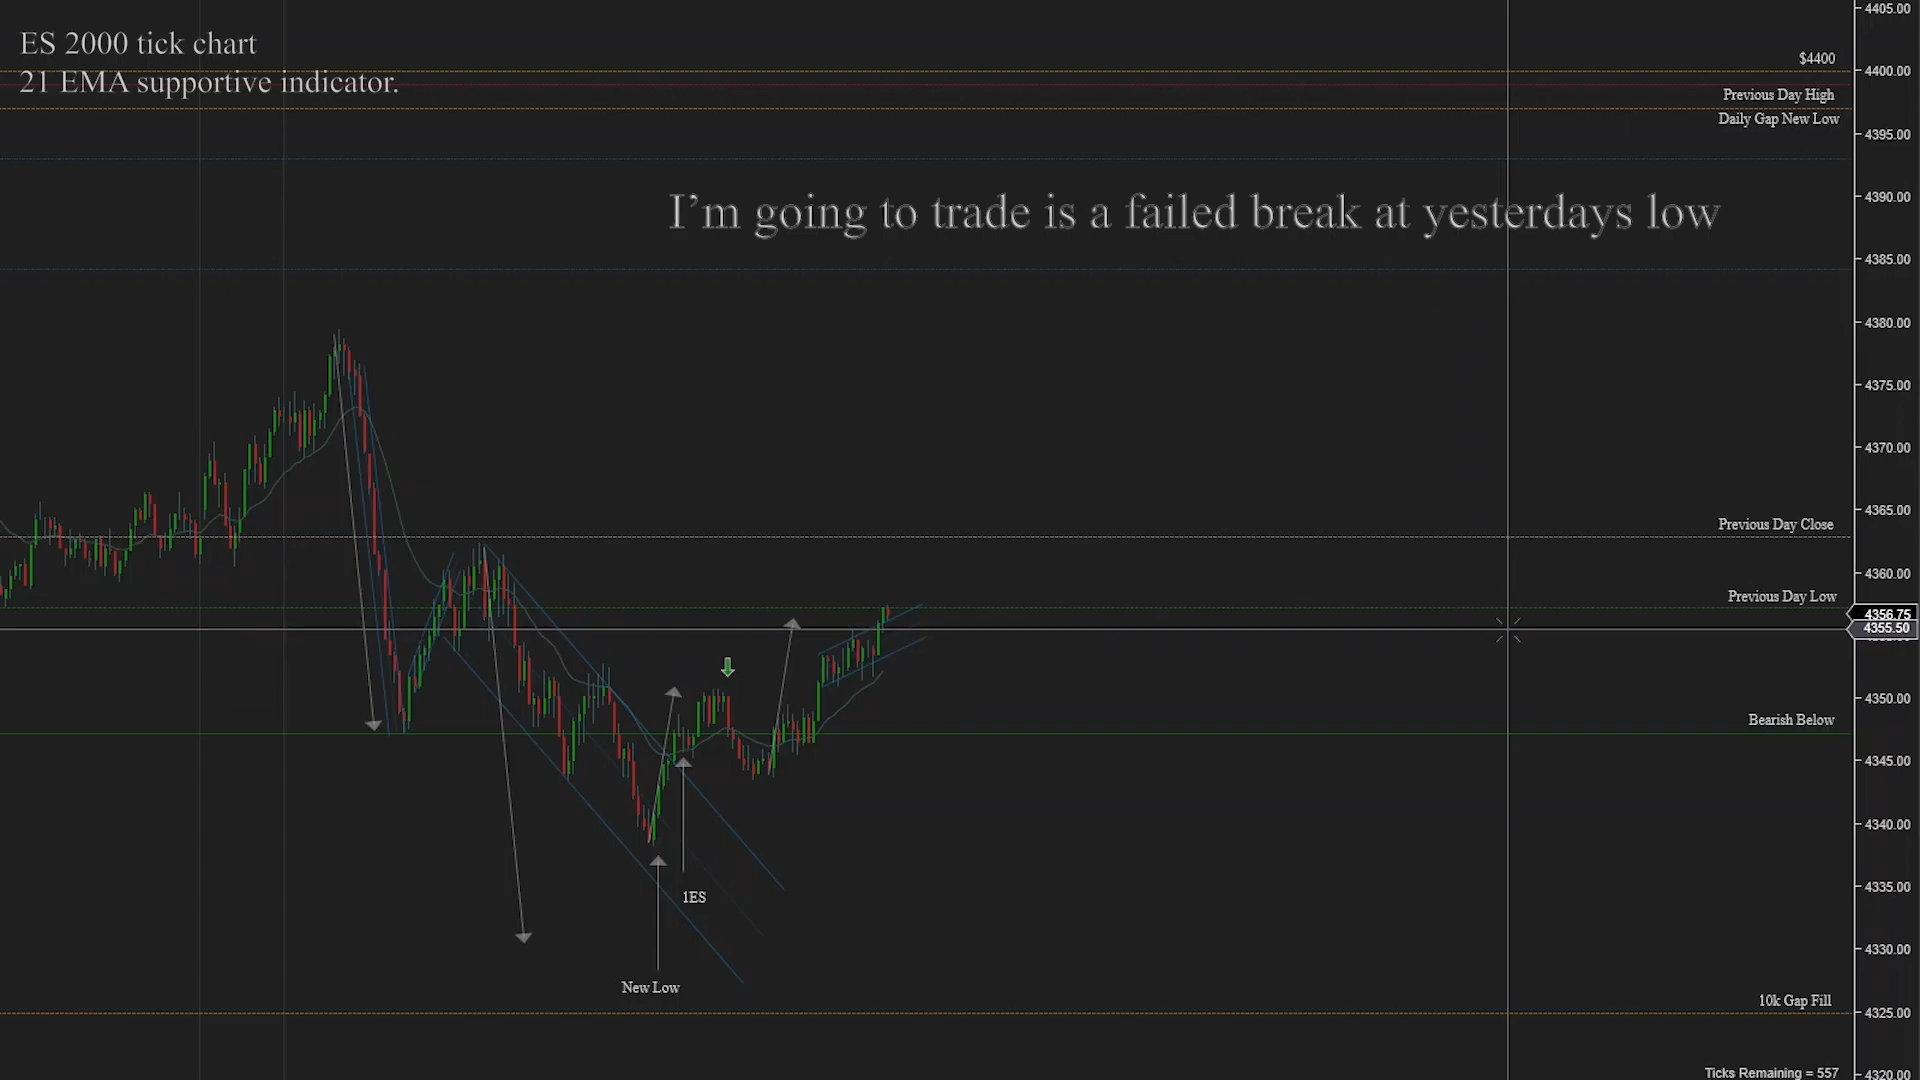 4405.00
ES 2000 tick chart
$4400
4400.00
21 EMA supportive indicator.
Previous Day High
Daily Gap New Low
4395.00
I'm going to trade is a failed break at yesterdays low
4390.00
4385.00
4380.00
4375.00
4370.00
4365.00
Previous Day Close
4360.00
Previous Day Low
4356.75
4355.50
4350.00
Bearish Below
4345.00
4340.00
4335.00
1ES
4330.00
New Low
10k Gap Fill
4325.00
Ticks Remaining = 557
4320.00